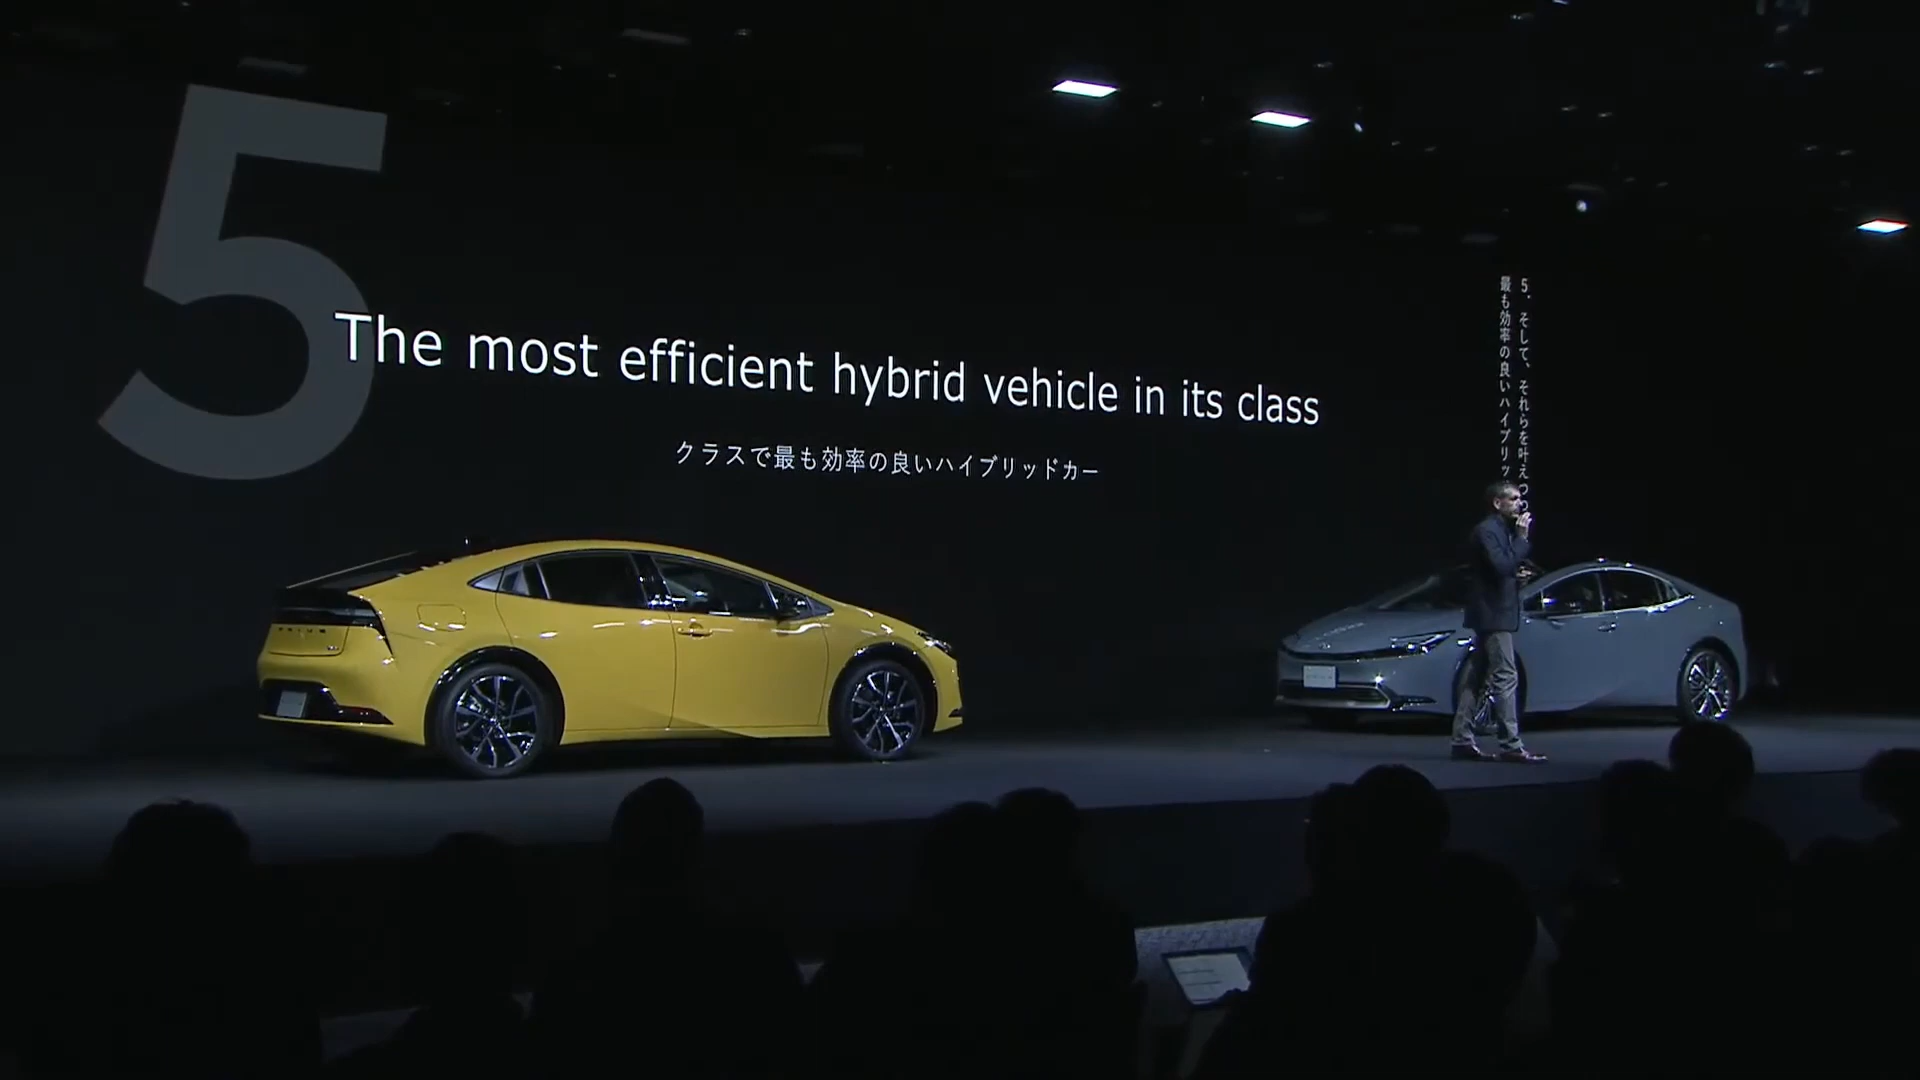 5
The most efficient hybrid vehicle in its class
クラスで最も効率の良いハイブリッドカー
5. そして、それらを叶えつつ
最も効率の良いハイブリッ
PRIUS